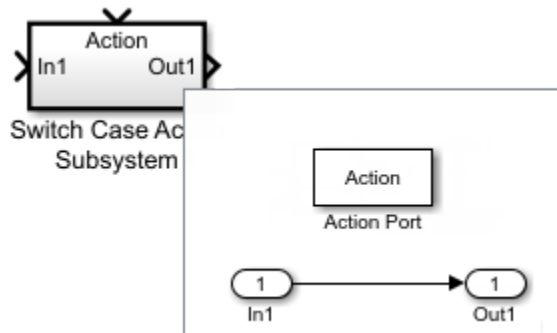 Action
In1 Out1
Switch Case Ac
Subsystem
Action
Action Port
1 1
In1 Out1